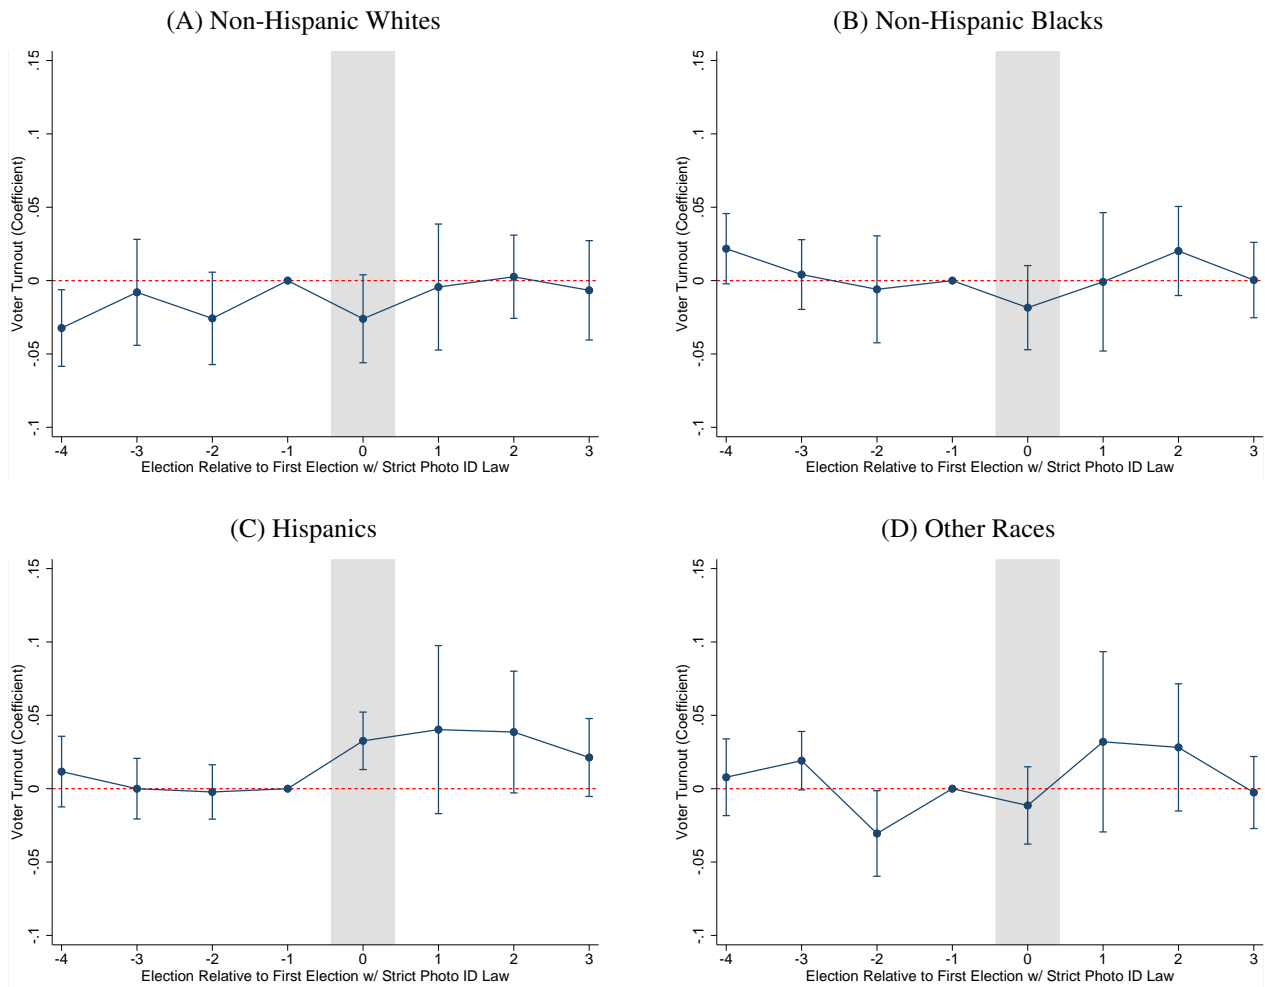 (A) Non-Hispanic Whites
Voter Turnout (Coefficient)
.15
.1
.05
0
-.05
-.1
-4 -3 -2 -1 0 1 2 3
Election Relative to First Election w/ Strict Photo ID Law
(B) Non-Hispanic Blacks
Voter Turnout (Coefficient)
.15
.1
.05
0
-.05
-.1
-4 -3 -2 -1 0 1 2 3
Election Relative to First Election w/ Strict Photo ID Law
(C) Hispanics
Voter Turnout (Coefficient)
.15
.1
.05
0
-.05
-.1
-4 -3 -2 -1 0 1 2 3
Election Relative to First Election w/ Strict Photo ID Law
(D) Other Races
Voter Turnout (Coefficient)
.15
.1
.05
0
-.05
-.1
-4 -3 -2 -1 0 1 2 3
Election Relative to First Election w/ Strict Photo ID Law